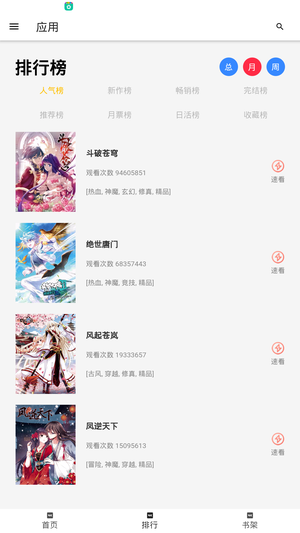 应用
排行榜
总 月 周
人气榜 新作榜 畅销榜 完结榜
推荐榜 月票榜 日活榜 收藏榜
斗破苍穹
观看次数 94605851
[热血, 神魔, 玄幻, 修真, 精品]
速看
绝世唐门
观看次数 68357443
[热血, 神魔, 竞技, 精品]
速看
风起苍岚
观看次数 19333657
[古风, 穿越, 修真, 精品]
速看
风逆天下
凤逆天下
观看次数 15095613
[冒险, 神魔, 穿越, 精品]
速看
首页 排行 书架